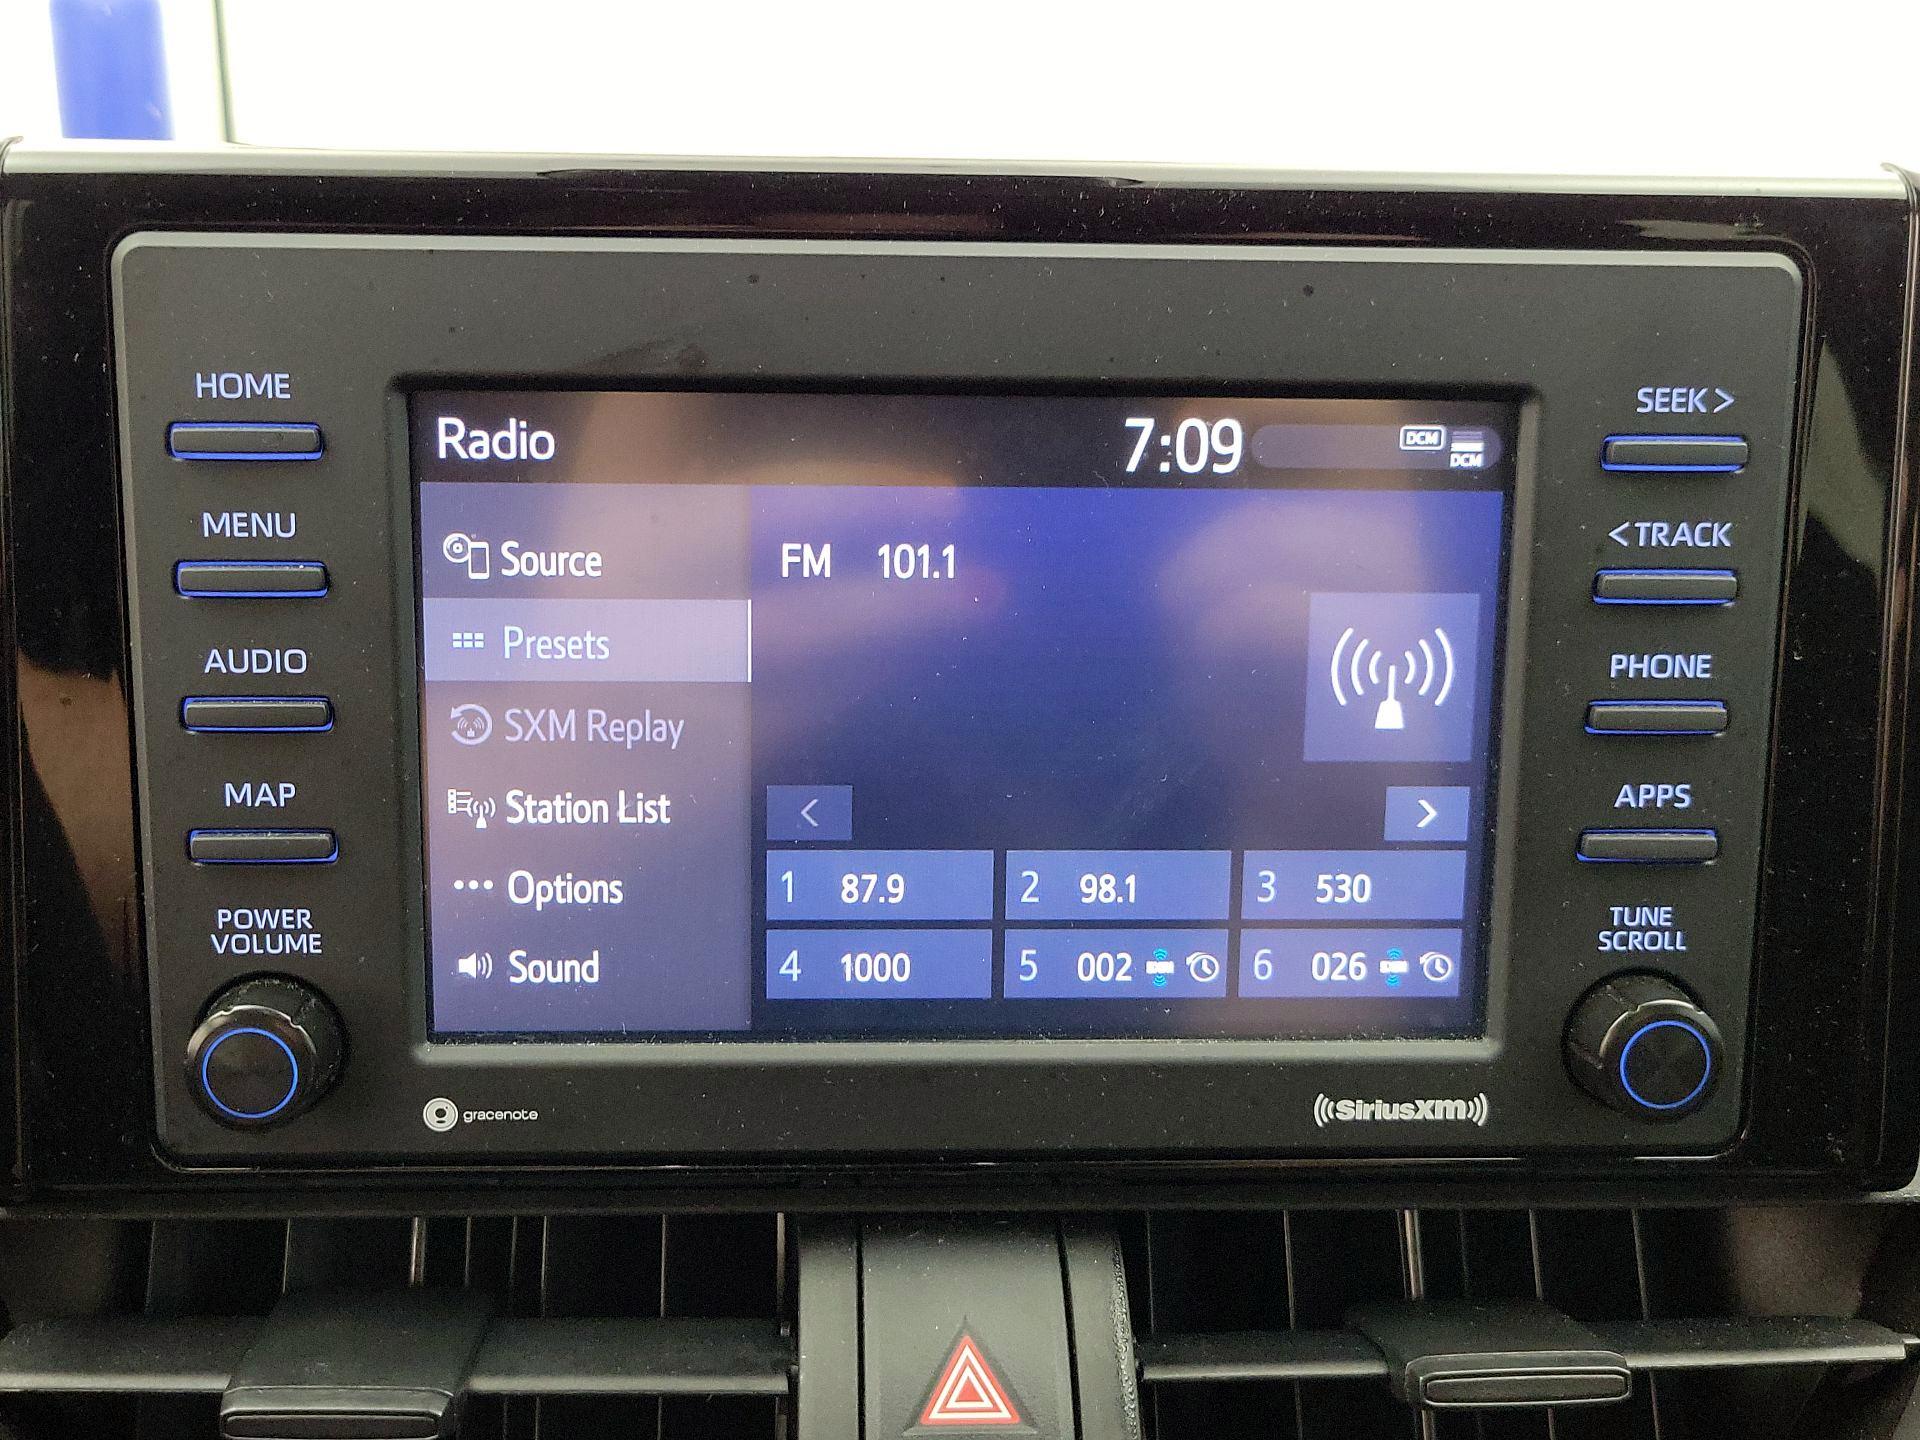 HOME
MENU
AUDIO
MAP
POWER
VOLUME
Radio
7:09
DCM
DCM
Source
Presets
SXM Replay
Station List
Options
Sound
FM 101.1
<
>
1 87.9
2 98.1
3 530
4 1000
5 002 SXM
6 026 SXM
SEEK >
< TRACK
PHONE
APPS
TUNE
SCROLL
gracenote
((SiriusXM))